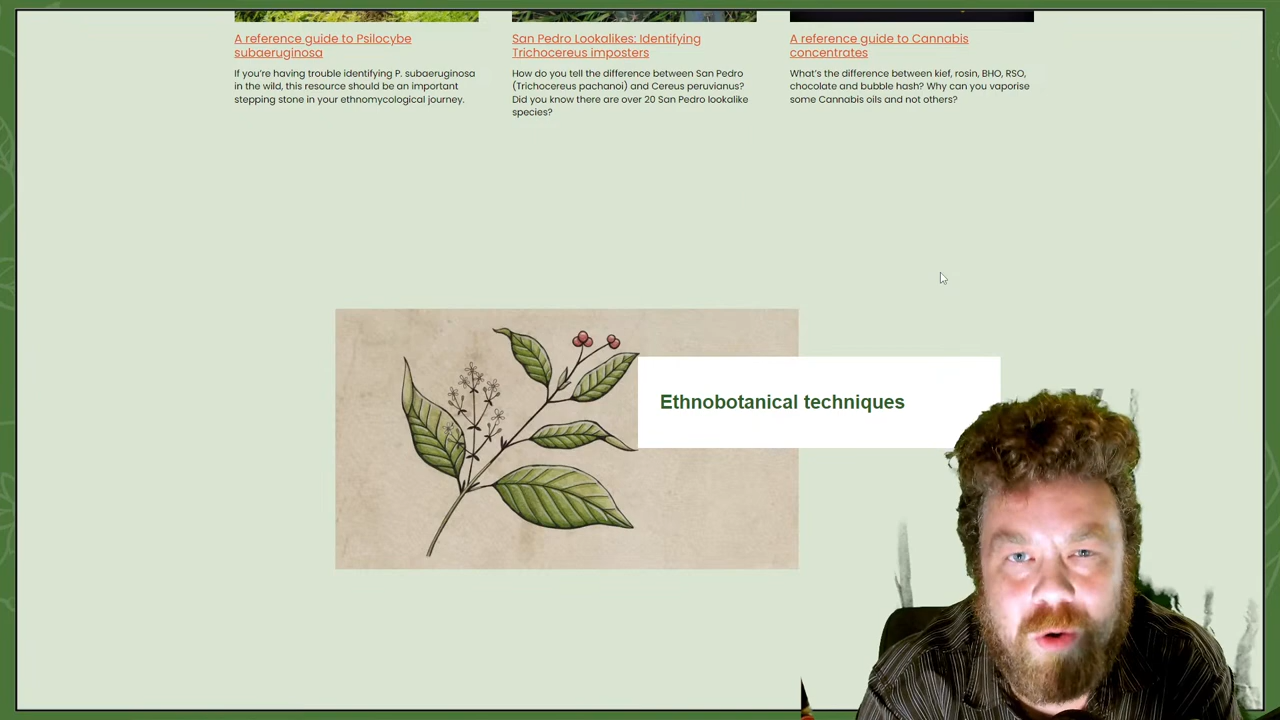 A reference guide to Psilocybe
subaeruginosa
If you're having trouble identifying P. subaeruginosa
in the wild, this resource should be an important
stepping stone in your ethnomycological journey.
San Pedro Lookalikes: Identifying
Trichocereus imposters
How do you tell the difference between San Pedro
(Trichocereus pachanoi) and Cereus peruvianus?
Did you know there are over 20 San Pedro lookalike
species?
A reference guide to Cannabis
concentrates
What's the difference between kief, rosin, BHO, RSO,
chocolate and bubble hash? Why can you vaporise
some Cannabis oils and not others?
Ethnobotanical techniques